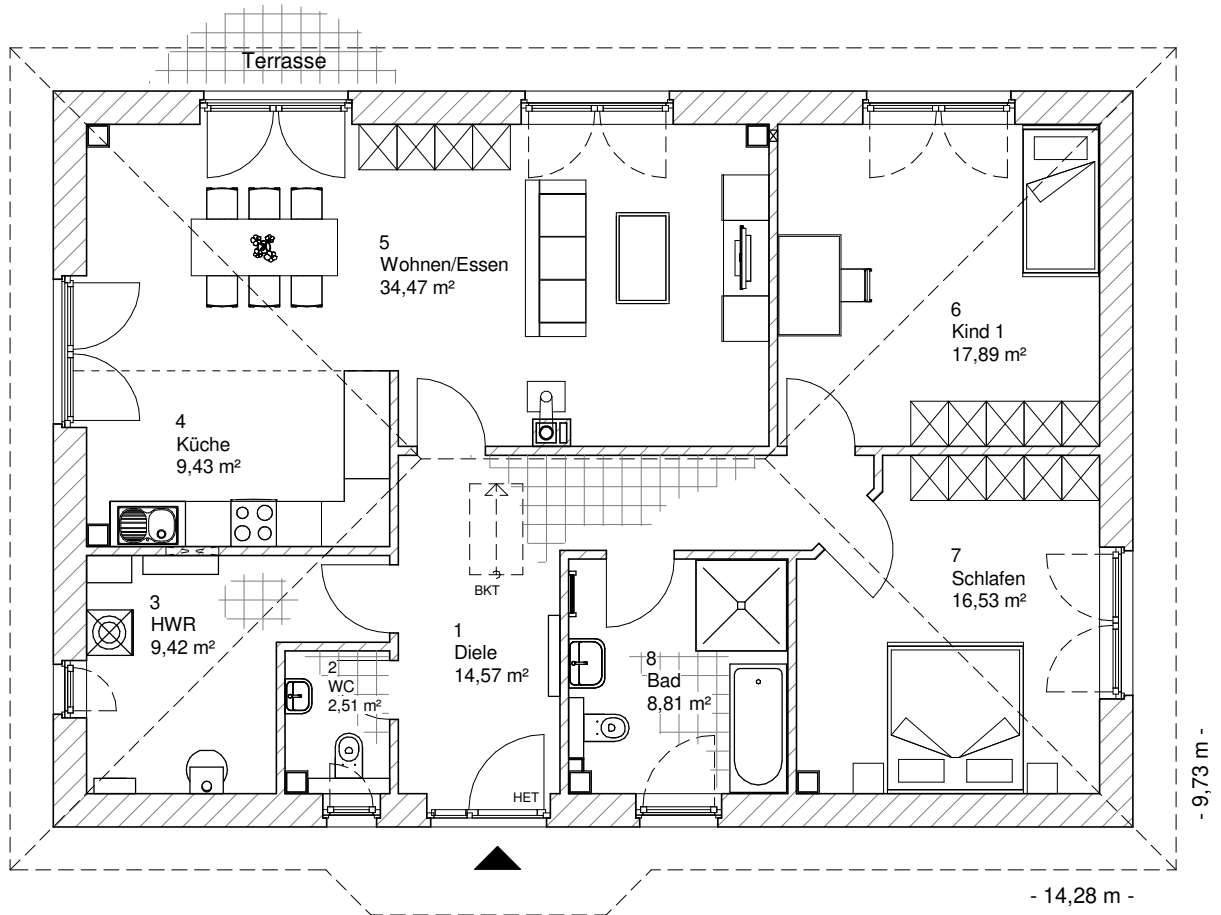 Terrasse
5
Wohnen/Essen
34,47 m²
6
Kind 1
17,89 m²
4
Küche
9,43 m²
7
Schlafen
16,53 m²
BKT
3
HWR
9,42 m²
1
Diele
14,57 m²
2
WC
2,51 m²
8
Bad
8,81 m²
HET
- 9,73 m -
- 14,28 m -